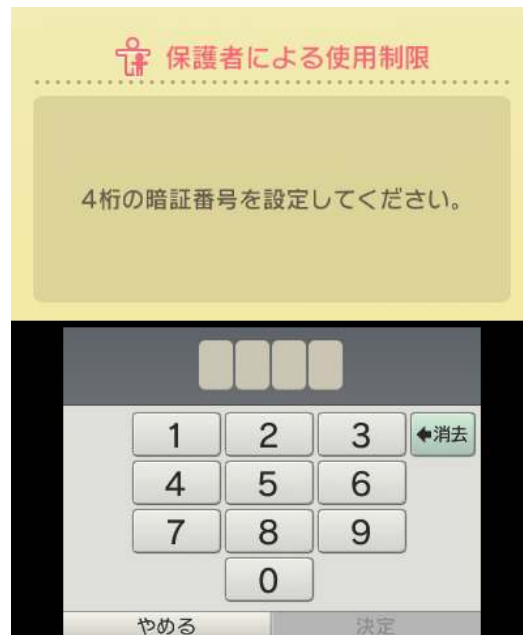 保護者による使用制限
4桁の暗証番号を設定してください。
1 2 3 ←消去
4 5 6
7 8 9
0
やめる 決定